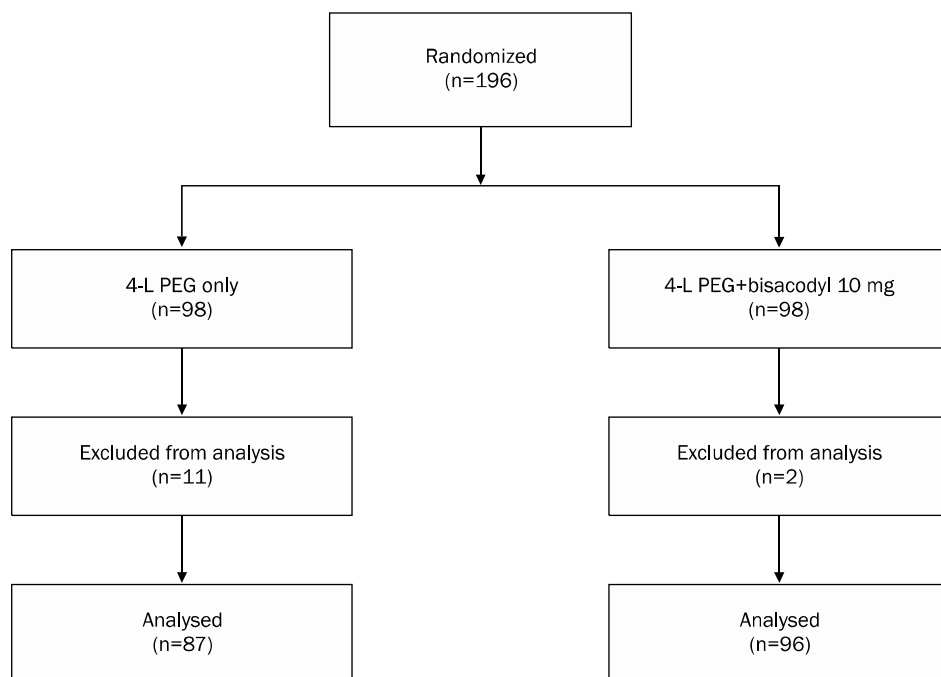 Randomized
(n=196)
4-L PEG only
(n=98)
4-L PEG+bisacodyl 10 mg
(n=98)
Excluded from analysis
(n=11)
Excluded from analysis
(n=2)
Analysed
(n=87)
Analysed
(n=96)